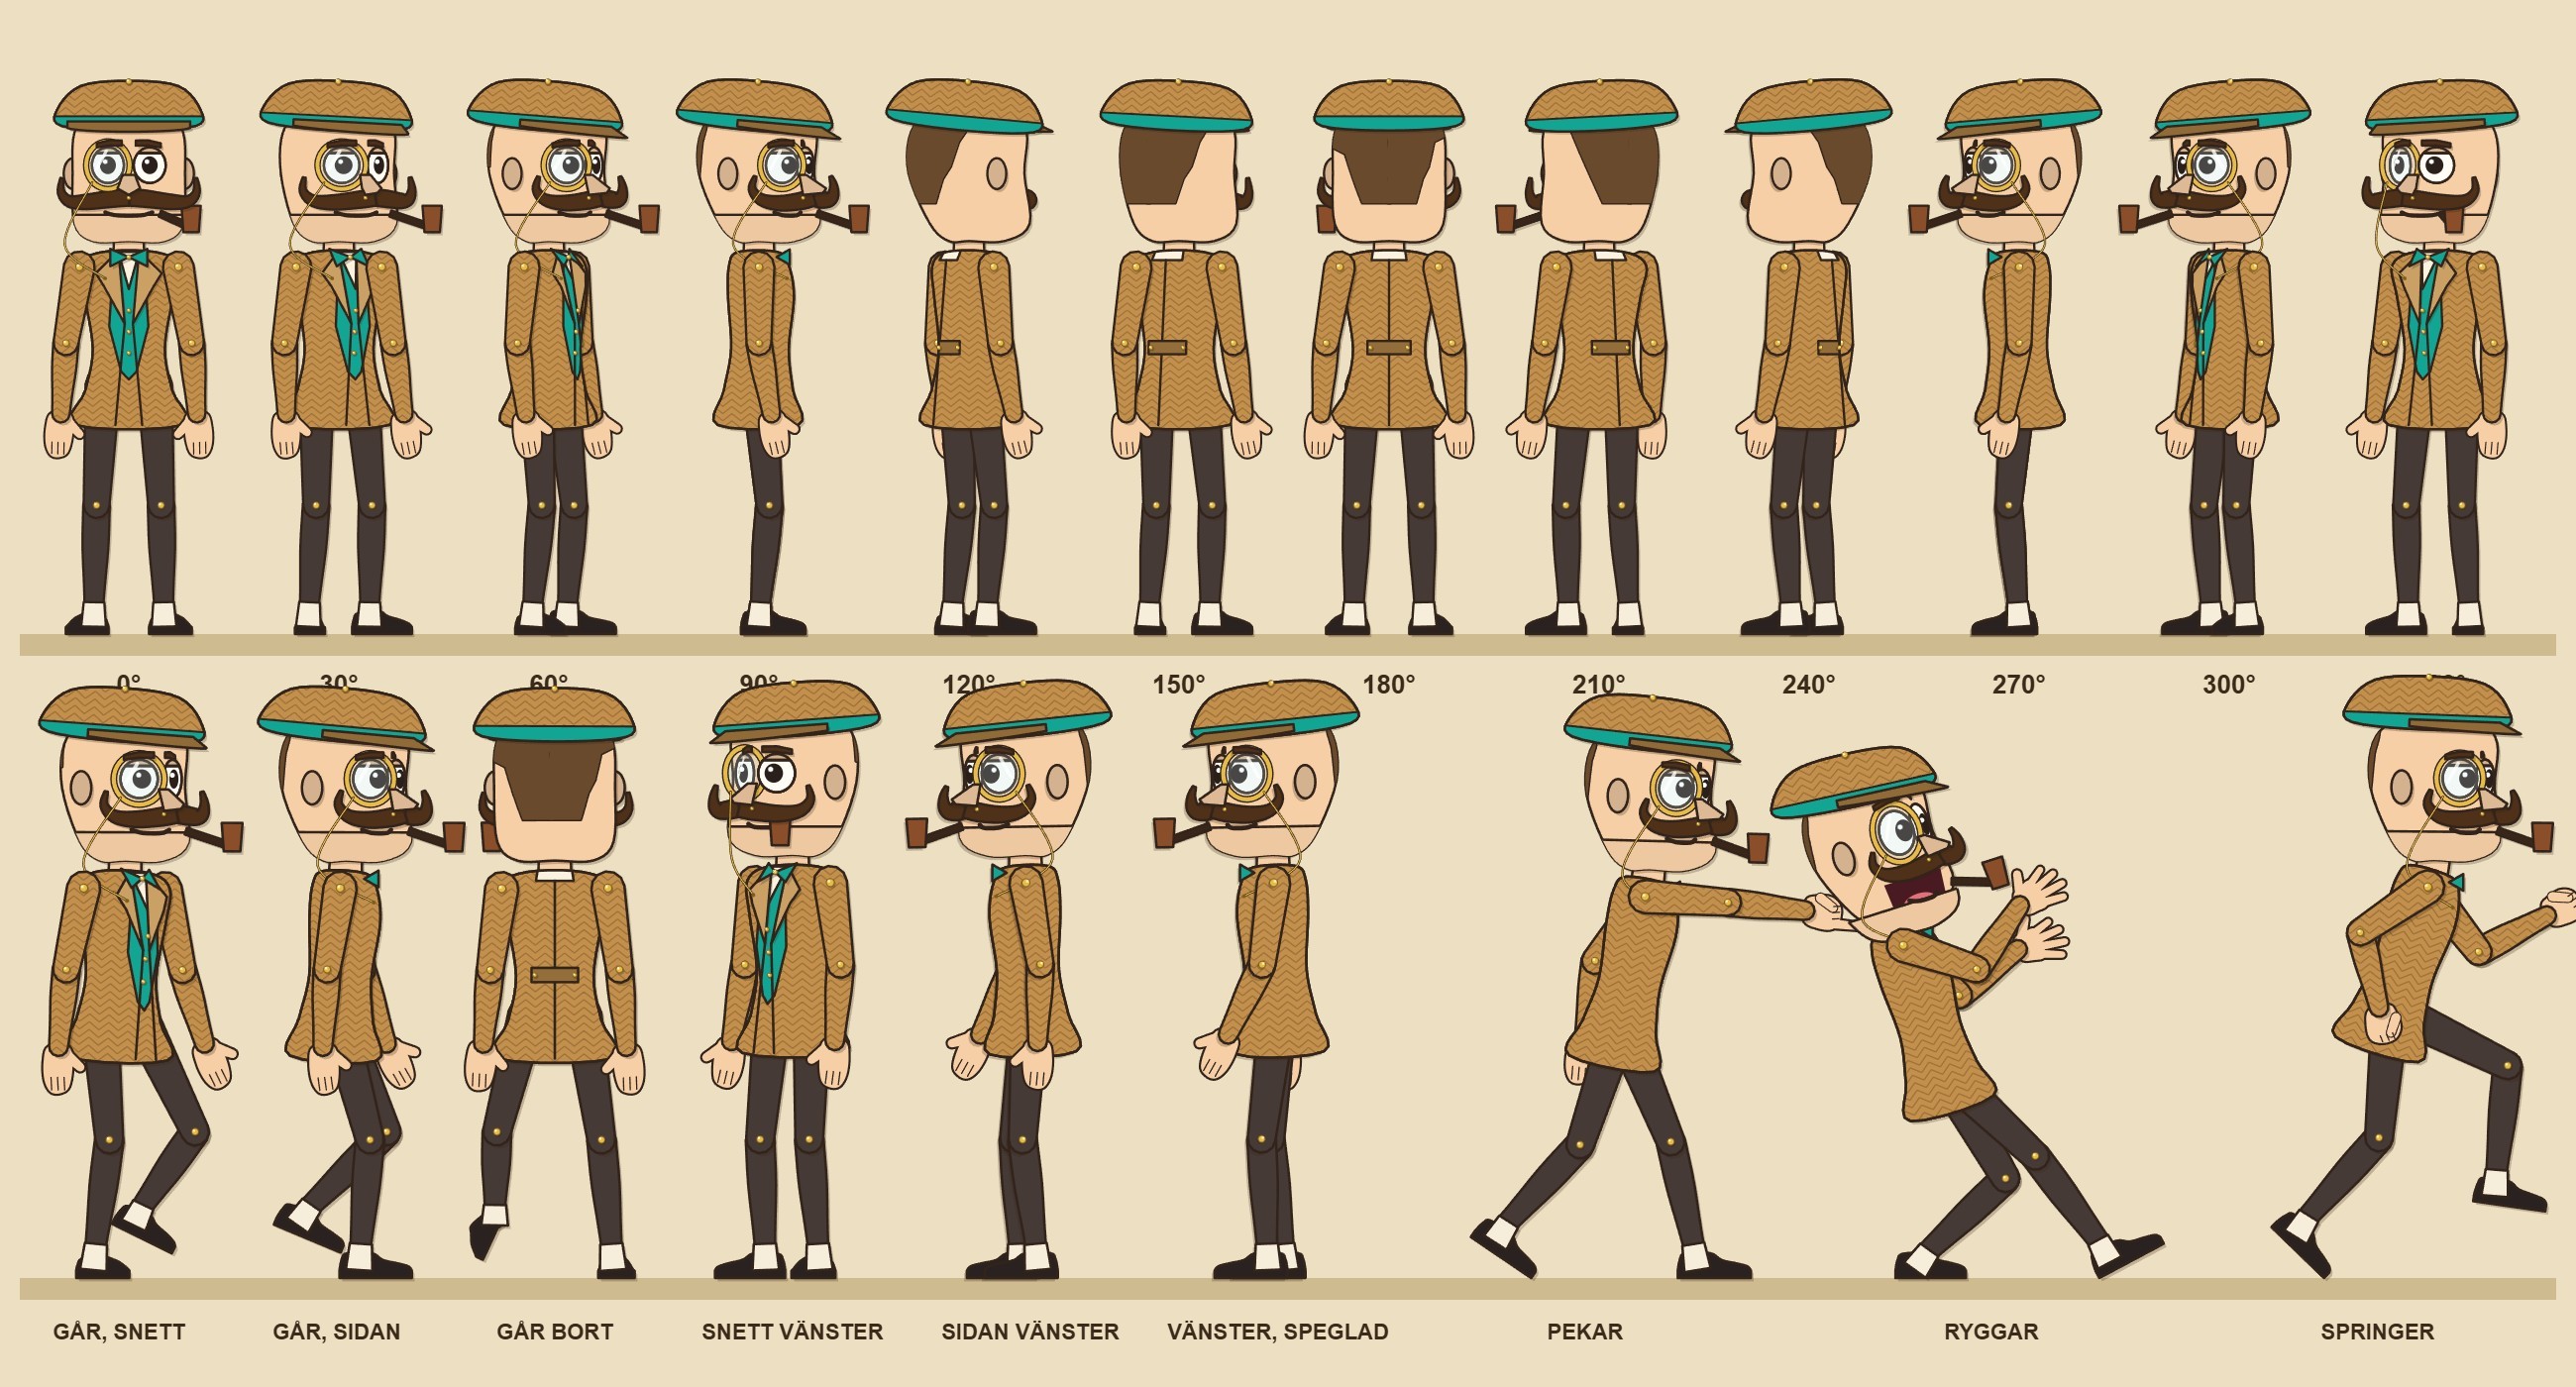 0°
30°
60°
90°
120°
150°
180°
210°
240°
270°
300°
GÅR, SNETT
GÅR, SIDAN
GÅR BORT
SNETT VÄNSTER
SIDAN VÄNSTER
VÄNSTER, SPEGLAD
PEKAR
RYGGAR
SPRINGER